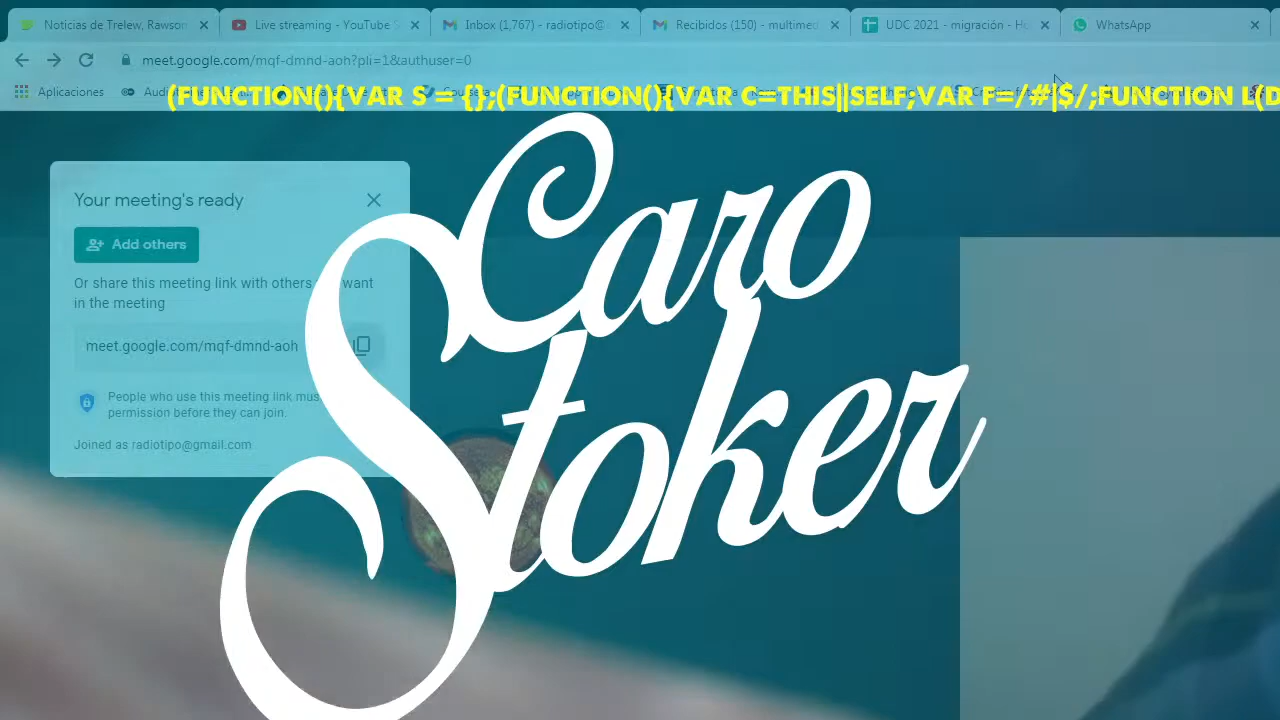 Noticias de Trelew, Rawson
Live streaming - YouTube S
Inbox (1,767) - radiotipo@
Recibidos (150) - multimed
UDC 2021 - migración - Ho
WhatsApp
meet.google.com/mqf-dmnd-aoh?pli=1&authuser=0
Aplicaciones
(FUNCTION(){VAR S = {};(FUNCTION(){VAR C=THIS||SELF;VAR F=/#|$/;FUNCTION L(D
Caro
Stoker
Your meeting's ready
Add others
Or share this meeting link with others want
in the meeting
meet.google.com/mqf-dmnd-aoh
People who use this meeting link mus
permission before they can join.
Joined as radiotipo@gmail.com